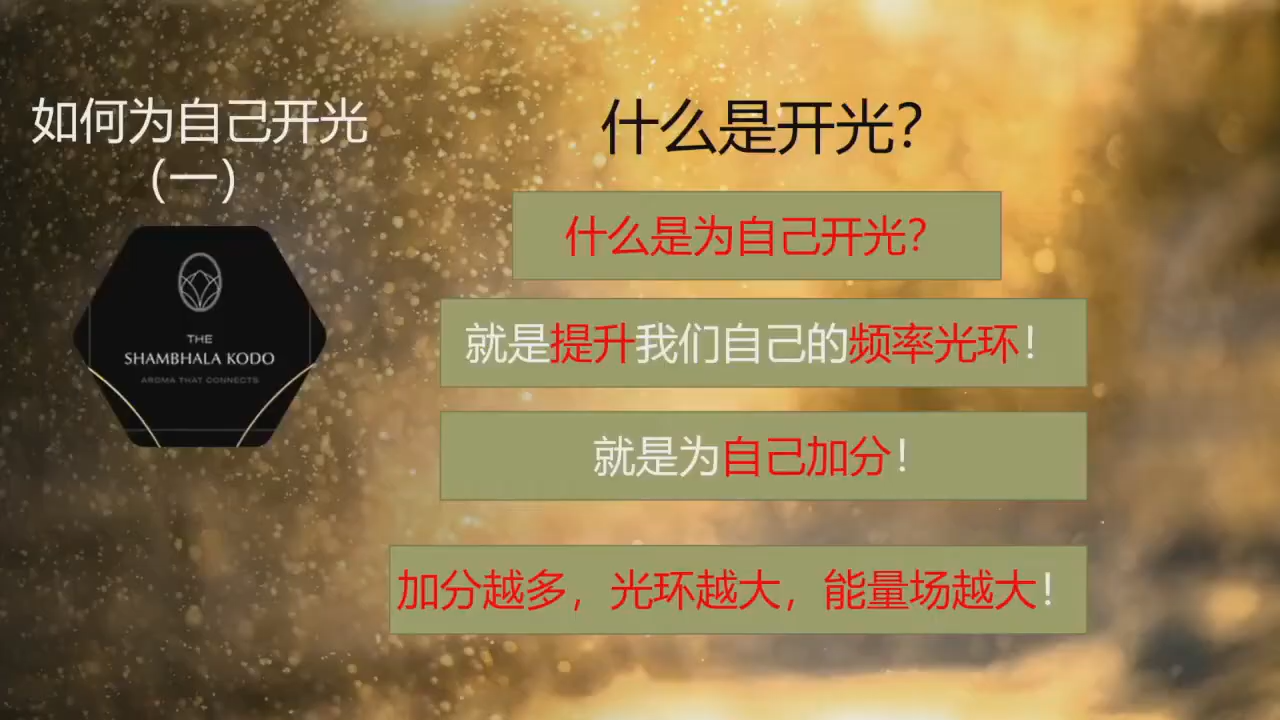 如何为自己开光
（一）
THE
SHAMBHALA KODO
AROMA THAT CONNECTS
什么是开光？
什么是为自己开光？
就是提升我们自己的频率光环！
就是为自己加分！
加分越多，光环越大，能量场越大！